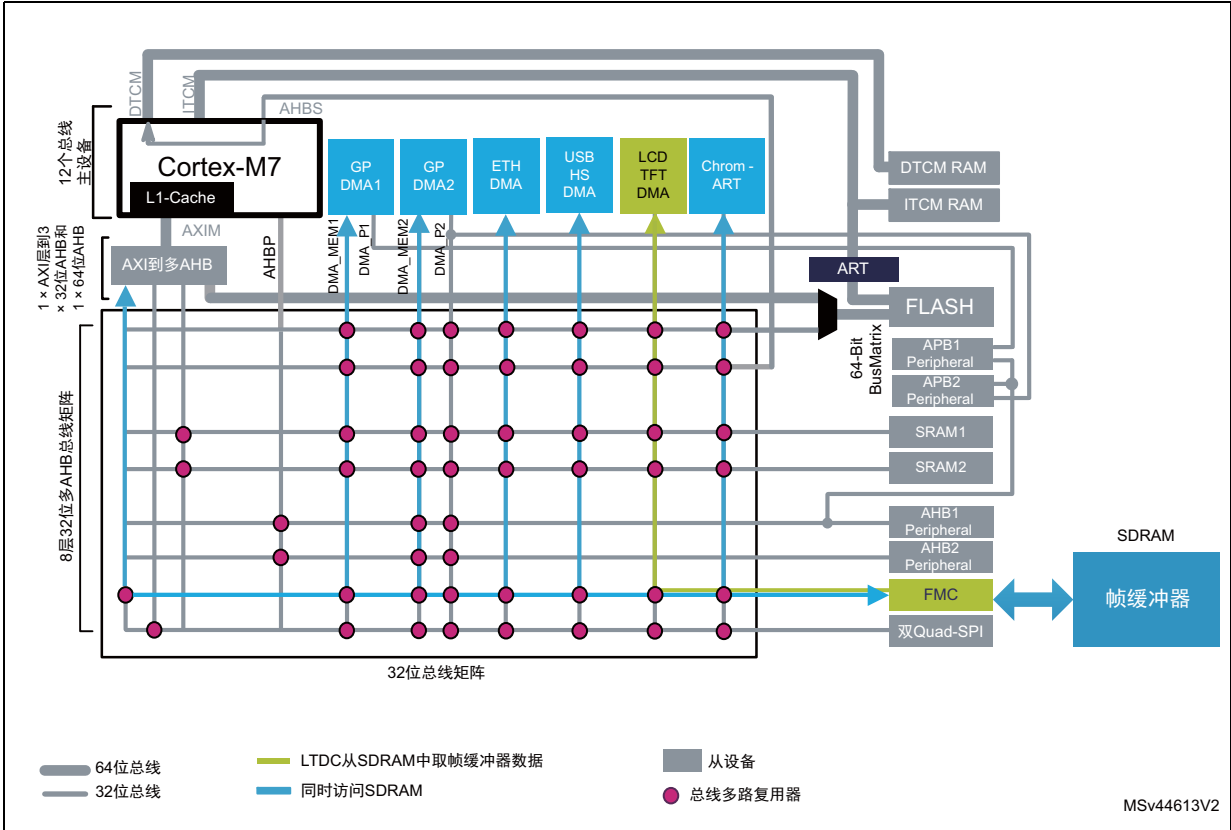 DTCM
ITCM
AHBS
12个总线
主设备
Cortex-M7
L1-Cache
GP
DMA1
GP
DMA2
ETH
DMA
USB
HS
DMA
LCD
TFT
DMA
Chrom -
ART
DTCM RAM
ITCM RAM
AXIM
1 × AXI层到3
× 32位AHB和
1 × 64位AHB
AXI到多AHB
AHBP
DMA_MEM1
DMA_P1
DMA_MEM2
DMA_P2
ART
FLASH
64-Bit
BusMatrix
APB1
Peripheral
APB2
Peripheral
8层32位多AHB总线矩阵
SRAM1
SRAM2
AHB1
Peripheral
AHB2
Peripheral
SDRAM
FMC
帧缓冲器
双Quad-SPI
32位总线矩阵
64位总线
LTDC从SDRAM中取帧缓冲器数据
从设备
32位总线
同时访问SDRAM
总线多路复用器
MSv44613V2